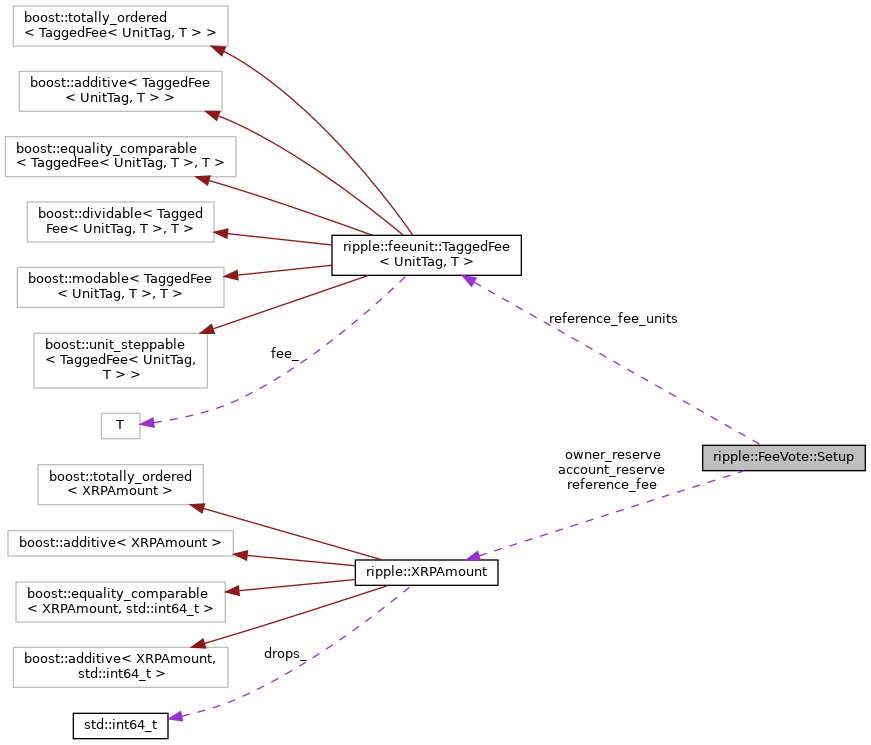 boost::totally_ordered
< TaggedFee< UnitTag, T > >
boost::additive< TaggedFee
< UnitTag, T > >
boost::equality_comparable
< TaggedFee< UnitTag, T >, T >
boost::dividable< Tagged
Fee< UnitTag, T >, T >
boost::modable< TaggedFee
< UnitTag, T >, T >
boost::unit_steppable
< TaggedFee< UnitTag,
T > >
T
ripple::feeunit::TaggedFee
< UnitTag, T >
fee_
reference_fee_units
ripple::FeeVote::Setup
owner_reserve
account_reserve
reference_fee
boost::totally_ordered
< XRPAmount >
boost::additive< XRPAmount >
boost::equality_comparable
< XRPAmount, std::int64_t >
boost::additive< XRPAmount,
std::int64_t >
ripple::XRPAmount
drops_
std::int64_t